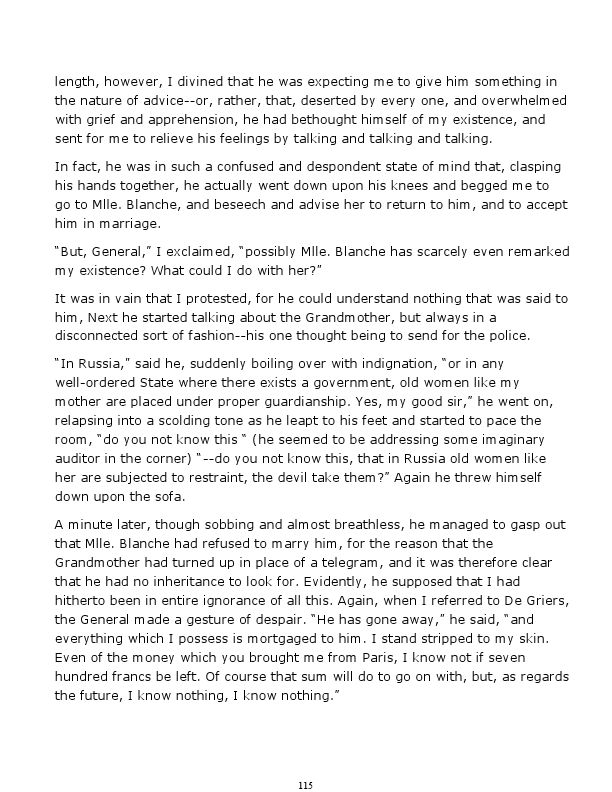 length, however, I divined that he was expecting me to give him something in
the nature of advice--or, rather, that, deserted by every one, and overwhelmed
with grief and apprehension, he had bethought himself of my existence, and
sent for me to relieve his feelings by talking and talking and talking.
In fact, he was in such a confused and despondent state of mind that, clasping
his hands together, he actually went down upon his knees and begged me to
go to Mlle. Blanche, and beseech and advise her to return to him, and to accept
him in marriage.
“But, General,” I exclaimed, “possibly Mlle. Blanche has scarcely even remarked
my existence? What could I do with her?”
It was in vain that I protested, for he could understand nothing that was said to
him, Next he started talking about the Grandmother, but always in a
disconnected sort of fashion--his one thought being to send for the police.
“In Russia,” said he, suddenly boiling over with indignation, “or in any
well-ordered State where there exists a government, old women like my
mother are placed under proper guardianship. Yes, my good sir,” he went on,
relapsing into a scolding tone as he leapt to his feet and started to pace the
room, “do you not know this “ (he seemed to be addressing some imaginary
auditor in the corner) “--do you not know this, that in Russia old women like
her are subjected to restraint, the devil take them?” Again he threw himself
down upon the sofa.
A minute later, though sobbing and almost breathless, he managed to gasp out
that Mlle. Blanche had refused to marry him, for the reason that the
Grandmother had turned up in place of a telegram, and it was therefore clear
that he had no inheritance to look for. Evidently, he supposed that I had
hitherto been in entire ignorance of all this. Again, when I referred to De Griers,
the General made a gesture of despair. “He has gone away,” he said, “and
everything which I possess is mortgaged to him. I stand stripped to my skin.
Even of the money which you brought me from Paris, I know not if seven
hundred francs be left. Of course that sum will do to go on with, but, as regards
the future, I know nothing, I know nothing.”
115